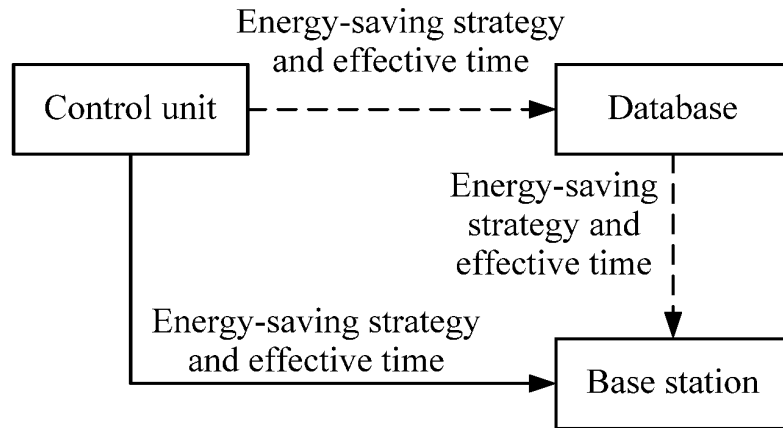 Energy-saving strategy
and effective time
Control unit
Database
Energy-saving
strategy and
effective time
Energy-saving strategy
and effective time
Base station